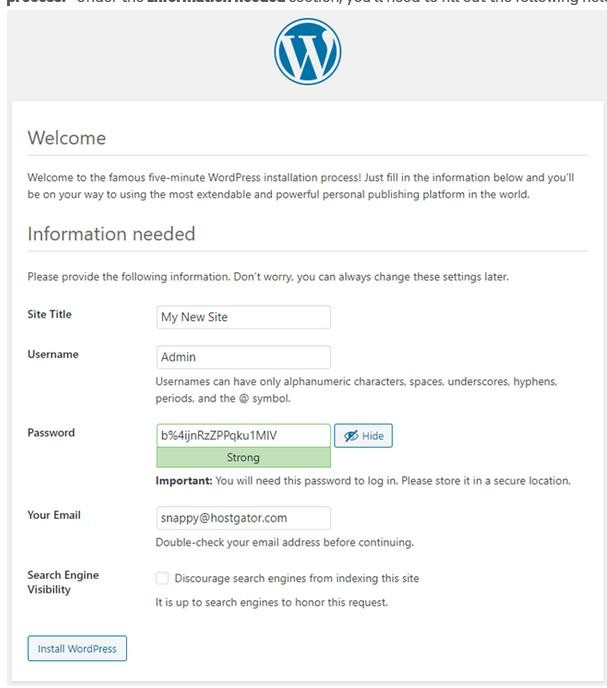 process." Under the Information needed section, you'll need to fill out the following
Welcome
Welcome to the famous five-minute WordPress installation process! Just fill in the information below and you'll
be on your way to using the most extendable and powerful personal publishing platform in the world.
Information needed
Please provide the following information. Don't worry, you can always change these settings later.
Site Title
My New Site
Username
Admin
Usernames can have only alphanumeric characters, spaces, underscores, hyphens,
periods, and the @ symbol.
Password
b%4ijnRzZPPqku1MIV
Hide
Strong
Important: You will need this password to log in. Please store it in a secure location.
Your Email
snappy@hostgator.com
Double-check your email address before continuing.
Search Engine
Visibility
Discourage search engines from indexing this site
It is up to search engines to honor this request.
Install WordPress